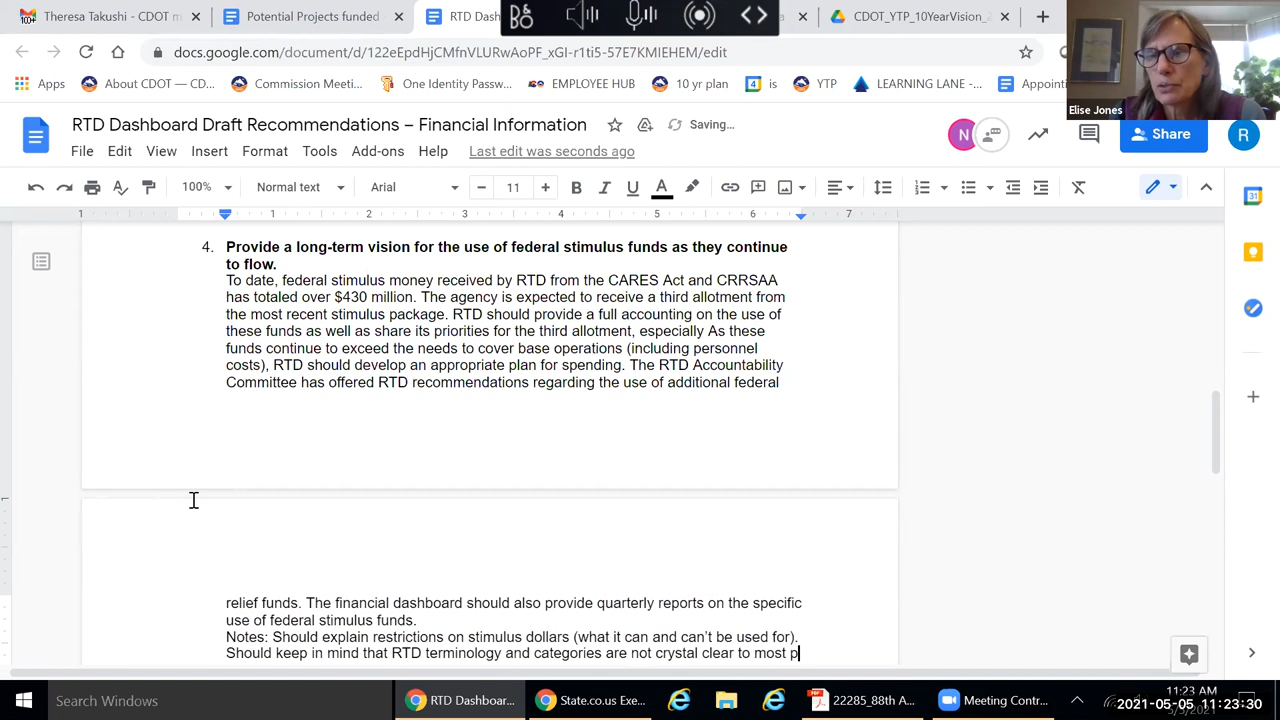 Theresa Takushi - CDOT m
Potential Projects funded
RTD Dash
CDOT_YTP_10YearVision_2
docs.google.com/document/d/122eEpdHjCMfnVLURwAoPF_xGI-r1ti5-57E7KMIEHEM/edit
Apps
About CDOT — CD...
Commission Meeti...
One Identity Passw...
EMPLOYEE HUB
10 yr plan
is
YTP
LEARNING LANE -...
Appointi
Elise Jones
RTD Dashboard Draft Recommendations – Financial Information
Saving...
File Edit View Insert Format Tools Add-ons Help Last edit was seconds ago
N
Share
R
100% Normal text Arial 11
1 1 2 3 4 5 6 7
4. Provide a long-term vision for the use of federal stimulus funds as they continue
to flow.
To date, federal stimulus money received by RTD from the CARES Act and CRRSAA
has totaled over $430 million. The agency is expected to receive a third allotment from
the most recent stimulus package. RTD should provide a full accounting on the use of
these funds as well as share its priorities for the third allotment, especially As these
funds continue to exceed the needs to cover base operations (including personnel
costs), RTD should develop an appropriate plan for spending. The RTD Accountability
Committee has offered RTD recommendations regarding the use of additional federal
relief funds. The financial dashboard should also provide quarterly reports on the specific
use of federal stimulus funds.
Notes: Should explain restrictions on stimulus dollars (what it can and can't be used for).
Should keep in mind that RTD terminology and categories are not crystal clear to most p
Search Windows
RTD Dashboar...
State.co.us Exe...
22285_88th A...
Meeting Contr...
11:23 AM
2021-05-05 11:23:30